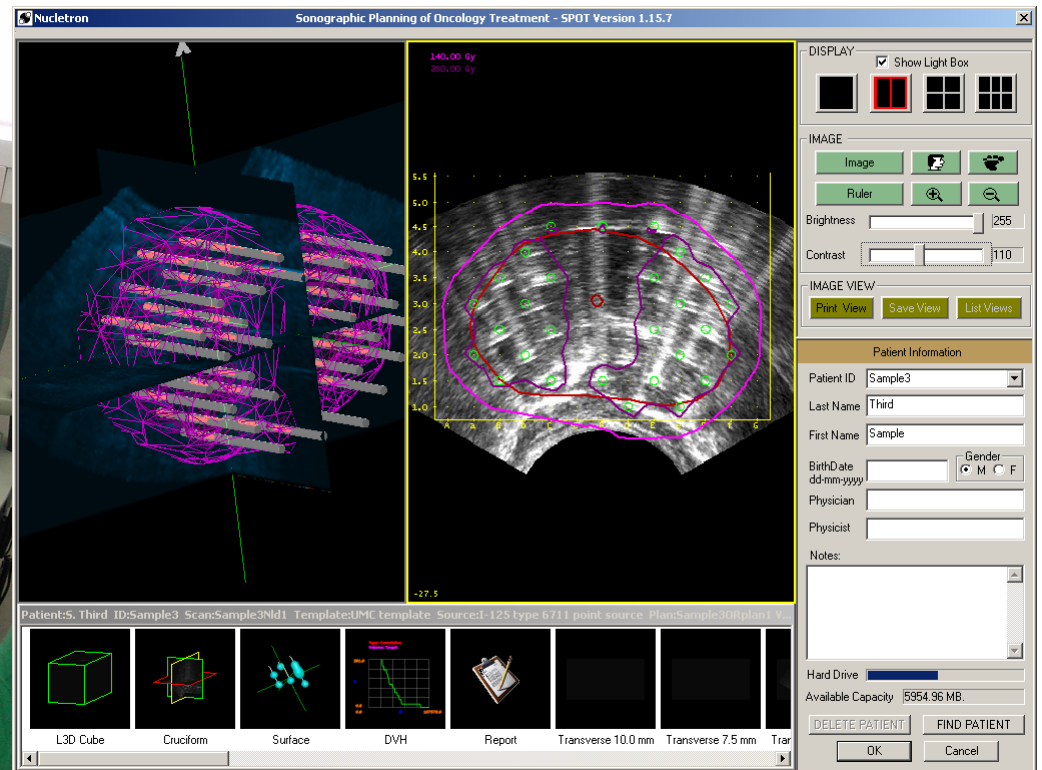 Nucletron
Sonographic Planning of Oncology Treatment - SPOT Version 1.15.7
140.00 Gy
280.00 Gy
5.5
5.0
4.5
4.0
3.5
3.0
2.5
2.0
1.5
1.0
A a B b C c D d E e F f G
-27.5
DISPLAY
Show Light Box
IMAGE
Image
Ruler
Brightness 255
Contrast 110
IMAGE VIEW
Print View Save View List Views
Patient Information
Patient ID Sample3
Last Name Third
First Name Sample
BirthDate
dd-mm-yyyy
Gender
M F
Physician
Physicist
Notes:
Hard Drive
Available Capacity 5954.96 MB.
DELETE PATIENT FIND PATIENT
OK Cancel
Patient:S. Third ID:Sample3 Scan:Sample3Nld1 Template:UMC template Source:I-125 type 6711 point source Plan:Sample3ORplan1 V...
L3D Cube Cruciform Surface DVH Report Transverse 10.0 mm Transverse 7.5 mm Trar